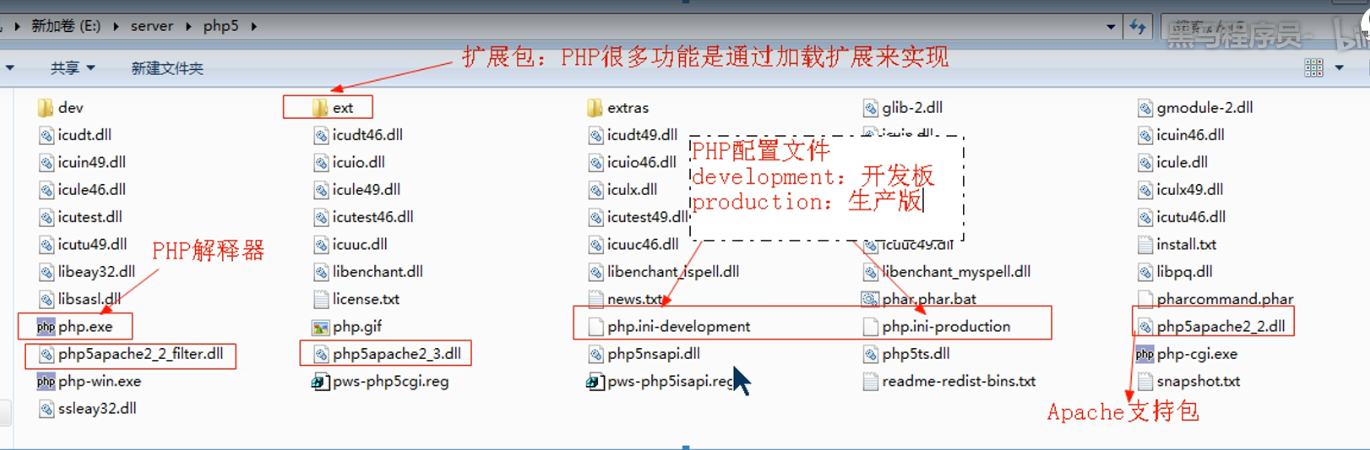 新加卷 (E:) ▸ server ▸ php5 ▸
黑马程序员-
共享 新建文件夹
扩展包：PHP很多功能是通过加载扩展来实现
dev ext extras glib-2.dll gmodule-2.dll
icudt.dll icudt46.dll icudt49.dll icuin46.dll
icuin49.dll icuio.dll icuio46.dll icule.dll
icule46.dll icule49.dll iculx.dll iculx49.dll
icutest.dll icutest46.dll icutest49.dll icutu46.dll
icutu49.dll icuuc.dll icuuc46.dll icuuc49.dll install.txt
PHP配置文件
development：开发板
production：生产版
PHP解释器
libeay32.dll libenchant.dll libenchant_ispell.dll libenchant_myspell.dll libpq.dll
libsasl.dll license.txt news.txt phar.phar.bat pharcommand.phar
php.exe php.gif php.ini-development php.ini-production php5apache2_2.dll
php5apache2_2_filter.dll php5apache2_3.dll php5nsapi.dll php5ts.dll php-cgi.exe
php-win.exe pws-php5cgi.reg pws-php5isapi.reg readme-redist-bins.txt snapshot.txt
ssleay32.dll
Apache支持包